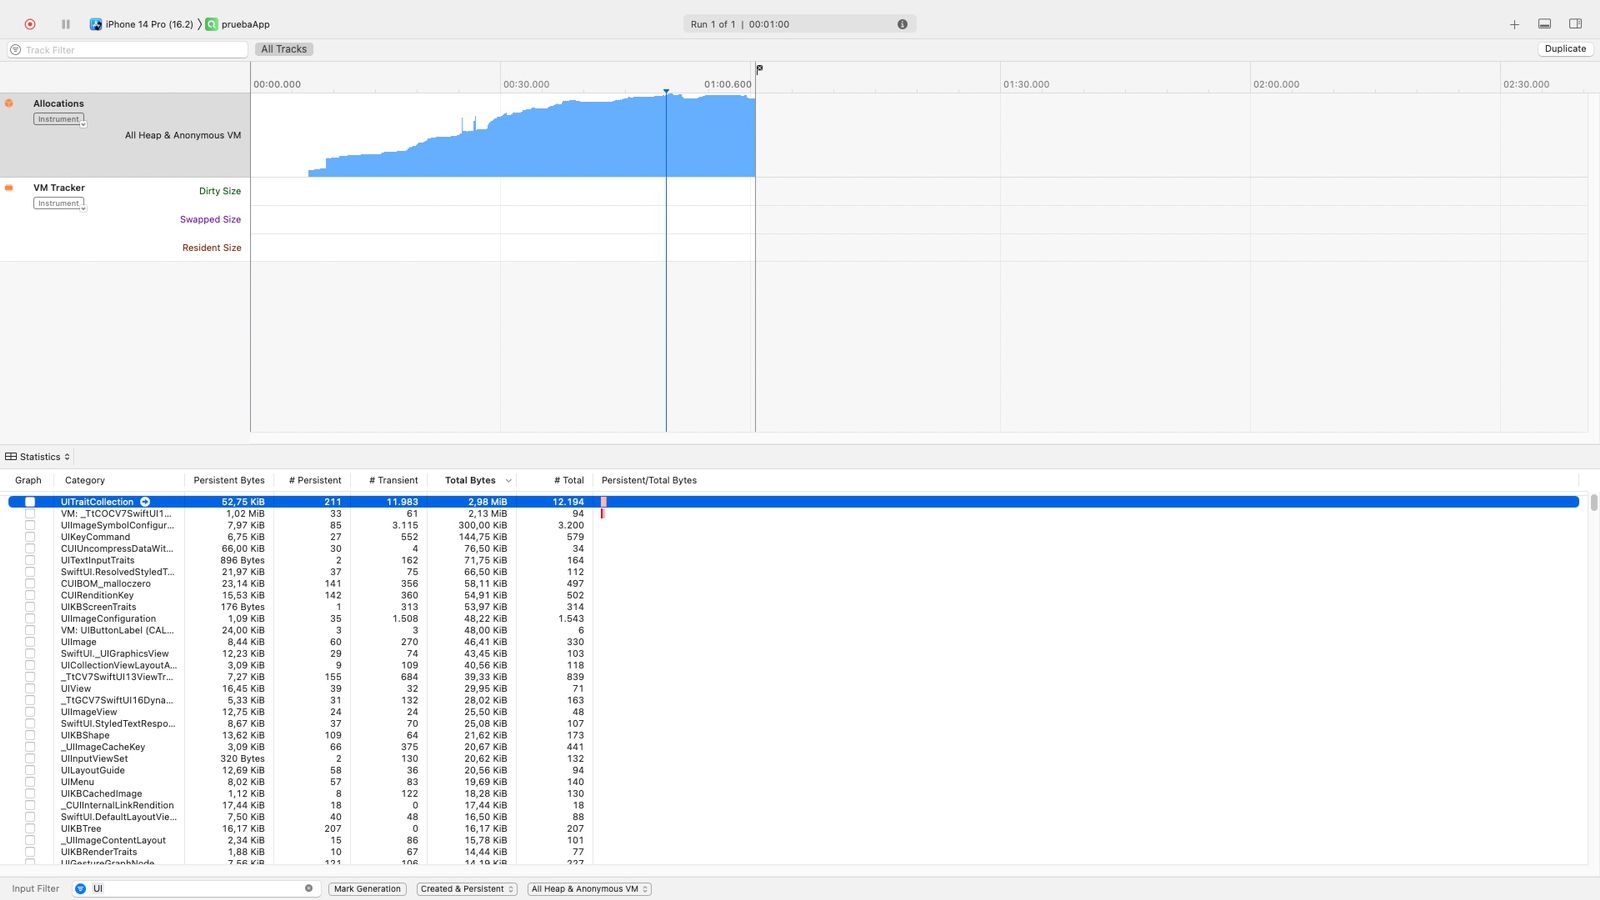 iPhone 14 Pro (16.2) pruebaApp Run 1 of 1 | 00:01:00
Track Filter All Tracks Duplicate
00:00.000 00:30.000 01:00.600 01:30.000 02:00.000 02:30.000
Allocations
Instrument
All Heap & Anonymous VM
VM Tracker
Instrument
Dirty Size
Swapped Size
Resident Size
Statistics
Graph Category Persistent Bytes # Persistent # Transient Total Bytes # Total Persistent/Total Bytes
UITraitCollection 52,75 KiB 211 11.983 2,98 MiB 12.194
VM: _TtCOCV7SwiftUI1... 1,02 MiB 33 61 2,13 MiB 94
UIImageSymbolConfigur... 7,97 KiB 85 3.115 300,00 KiB 3.200
UIKeyCommand 6,75 KiB 27 552 144,75 KiB 579
CUIUncompressDataWit... 66,00 KiB 30 4 76,50 KiB 34
UITextInputTraits 896 Bytes 2 162 71,75 KiB 164
SwiftUI.ResolvedStyledT... 21,97 KiB 37 75 66,50 KiB 112
CUIBOM_malloczero 23,14 KiB 141 356 58,11 KiB 497
CUIRenditionKey 15,53 KiB 142 360 54,91 KiB 502
UIKBScreenTraits 176 Bytes 1 313 53,97 KiB 314
UIImageConfiguration 1,09 KiB 35 1.508 48,22 KiB 1.543
VM: UIButtonLabel (CAL... 24,00 KiB 3 3 48,00 KiB 6
UIImage 8,44 KiB 60 270 46,41 KiB 330
SwiftUI._UIGraphicsView 12,23 KiB 29 74 43,45 KiB 103
UICollectionViewLayoutA... 3,09 KiB 9 109 40,56 KiB 118
_TtCV7SwiftUI13ViewTr... 7,27 KiB 155 684 39,33 KiB 839
UIView 16,45 KiB 39 32 29,95 KiB 71
_TtGCV7SwiftUI16Dyna... 5,33 KiB 31 132 28,02 KiB 163
UIImageView 12,75 KiB 24 24 25,50 KiB 48
SwiftUI.StyledTextRespo... 8,67 KiB 37 70 25,08 KiB 107
UIKBShape 13,62 KiB 109 64 21,62 KiB 173
_UIImageCacheKey 3,09 KiB 66 375 20,67 KiB 441
UIInputViewSet 320 Bytes 2 130 20,62 KiB 132
UILayoutGuide 12,69 KiB 58 36 20,56 KiB 94
UIMenu 8,02 KiB 57 83 19,69 KiB 140
UIKBCachedImage 1,12 KiB 8 122 18,28 KiB 130
_CUIInternalLinkRendition 17,44 KiB 18 0 17,44 KiB 18
SwiftUI.DefaultLayoutVie... 7,50 KiB 40 48 16,50 KiB 88
UIKBTree 16,17 KiB 207 0 16,17 KiB 207
_UIImageContentLayout 2,34 KiB 15 86 15,78 KiB 101
UIKBRenderTraits 1,88 KiB 10 67 14,44 KiB 77
UIGestureGraphNode 7,56 KiB 121 106 14,19 KiB 227
Input Filter UI Mark Generation Created & Persistent All Heap & Anonymous VM